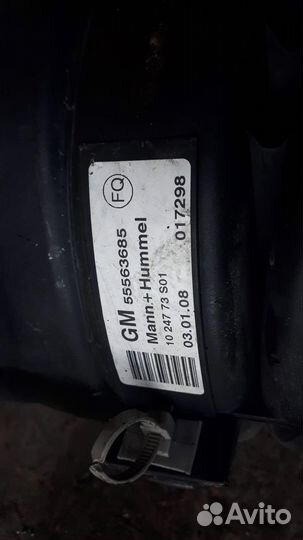 FQ
GM 55563685
Mann + Hummel
10 247 73 S01
03.01.08
017298
Avito